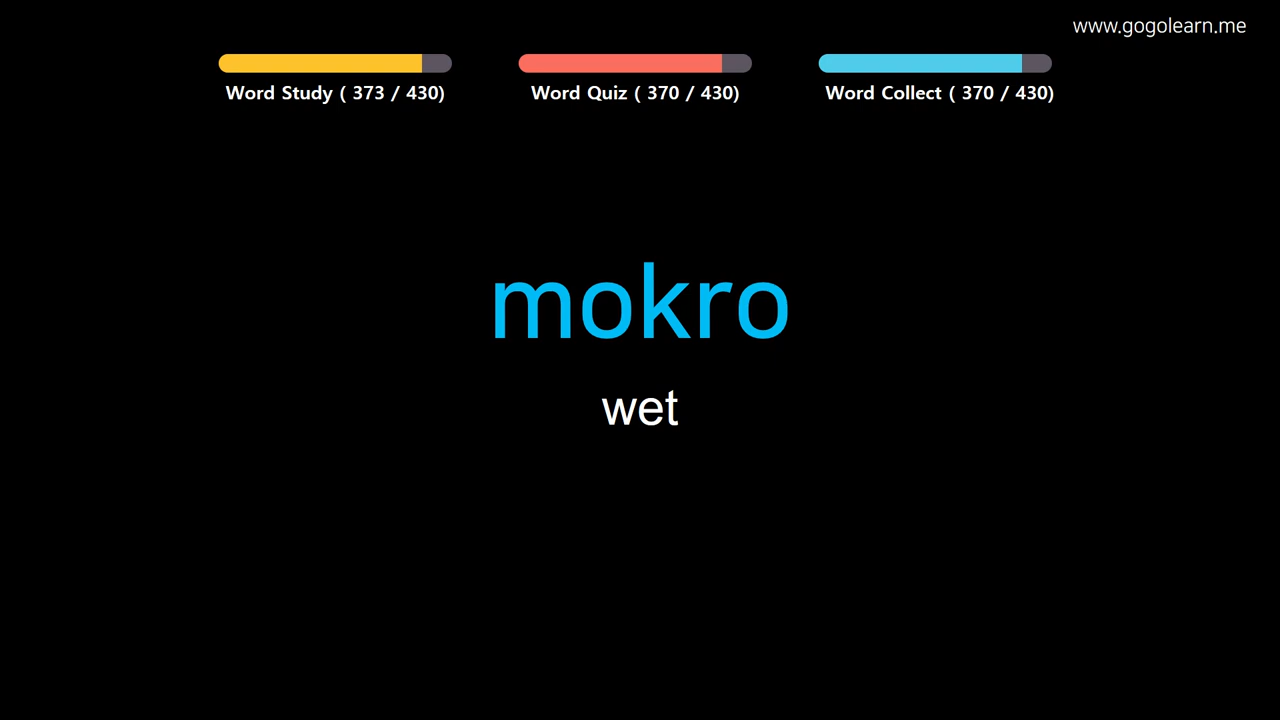 www.gogolearn.me
Word Study ( 373 / 430)
Word Quiz ( 370 / 430)
Word Collect ( 370 / 430)
mokro
wet